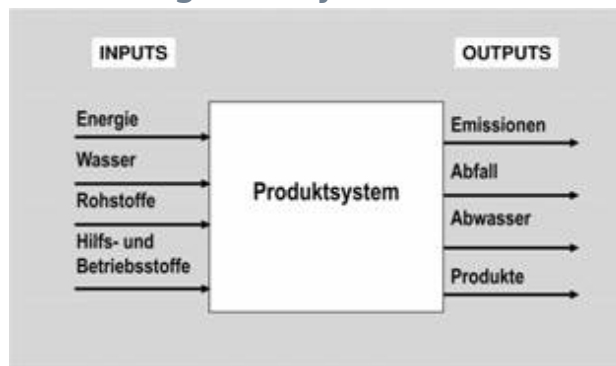 INPUTS
OUTPUTS
Energie
Wasser
Rohstoffe
Hilfs- und
Betriebsstoffe
Produktsystem
Emissionen
Abfall
Abwasser
Produkte